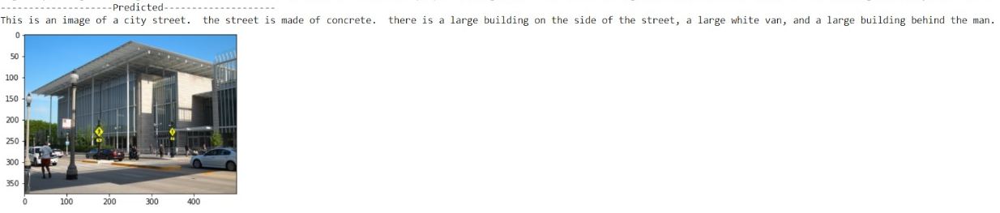 --------------------Predicted--------------------
This is an image of a city street.  the street is made of concrete.  there is a large building on the side of the street, a large white van, and a large building behind the man.
0
50
100
150
200
250
300
350
0 100 200 300 400